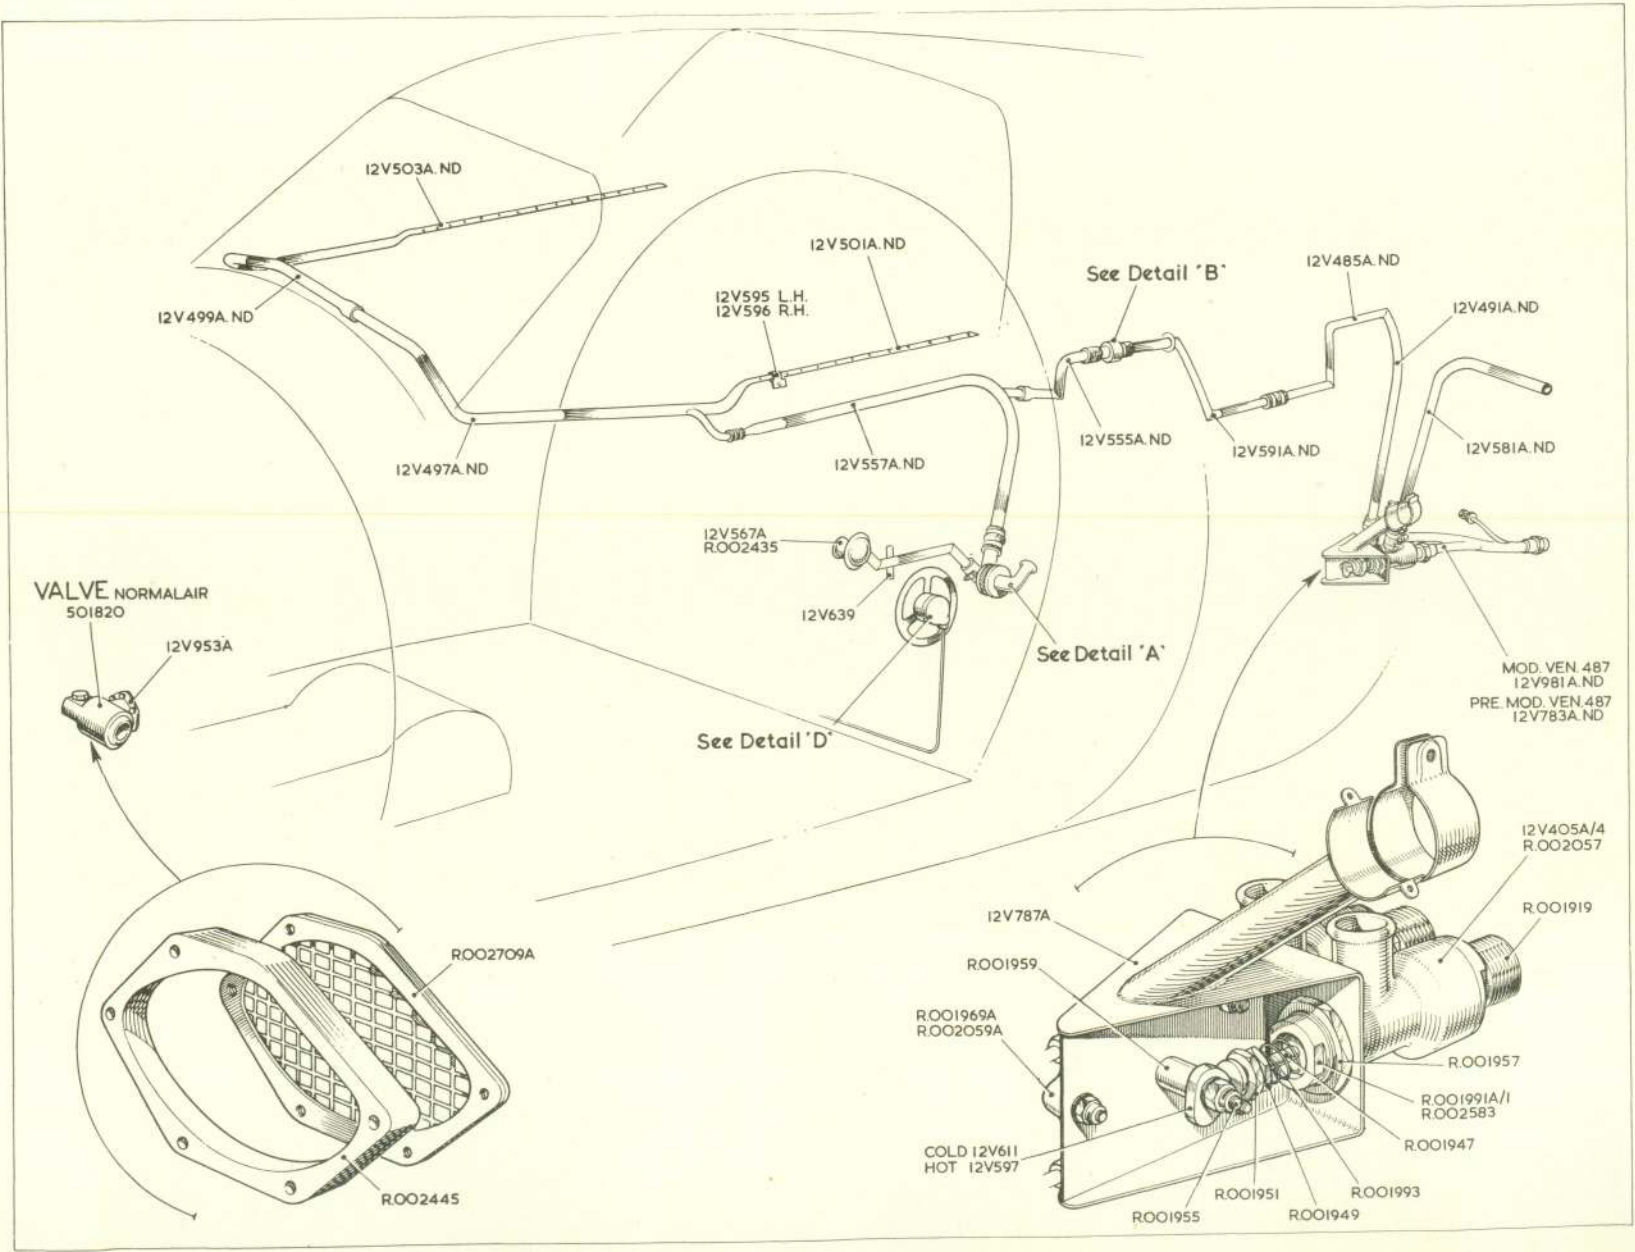 12V503A.ND
12V501A.ND
See Detail 'B'
12V485A.ND
12V595 L.H.
12V596 R.H.
12V491A.ND
12V499A.ND
12V555A.ND
12V591A.ND
12V581A.ND
12V497A.ND
12V557A.ND
12V567A
R.002435
VALVE NORMALAIR
501820
12V639
12V953A
See Detail 'A'
MOD. VEN. 487
12V981A.ND
PRE. MOD. VEN. 487
12V783A.ND
See Detail 'D'
12V405A/4
R.002057
12V787A
R.001919
R.002709A
R.001959
R.001969A
R.002059A
R.001957
R.001991A/1
R.002583
R.001947
COLD 12V611
HOT 12V597
R.001951
R.001993
R.002445
R.001955
R.001949